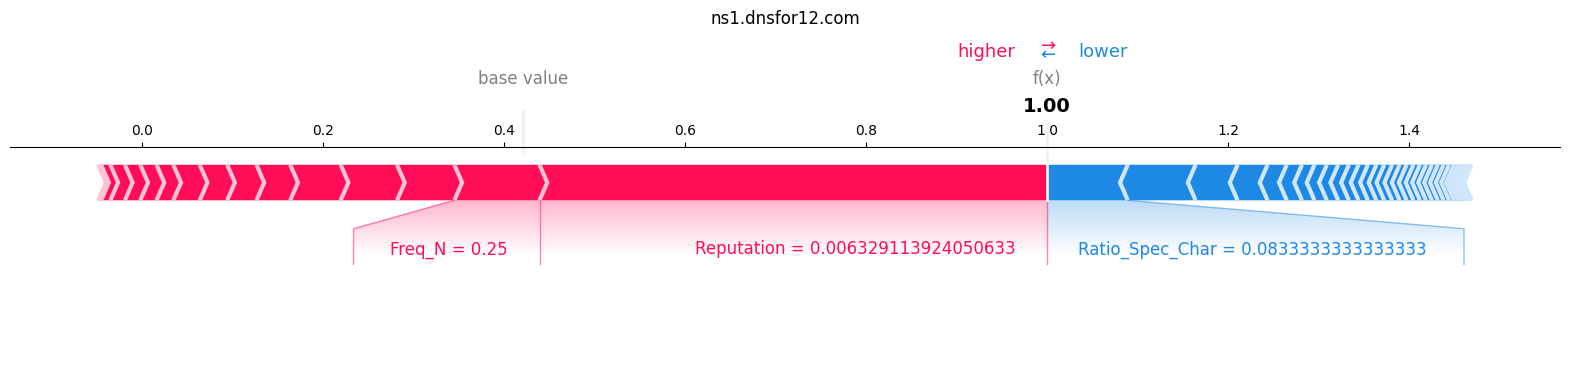 ns1.dnsfor12.com
higher ⇄ lower
base value f(x)
1.00
0.0 0.2 0.4 0.6 0.8 1.0 1.2 1.4
Freq_N = 0.25 Reputation = 0.006329113924050633 Ratio_Spec_Char = 0.0833333333333333